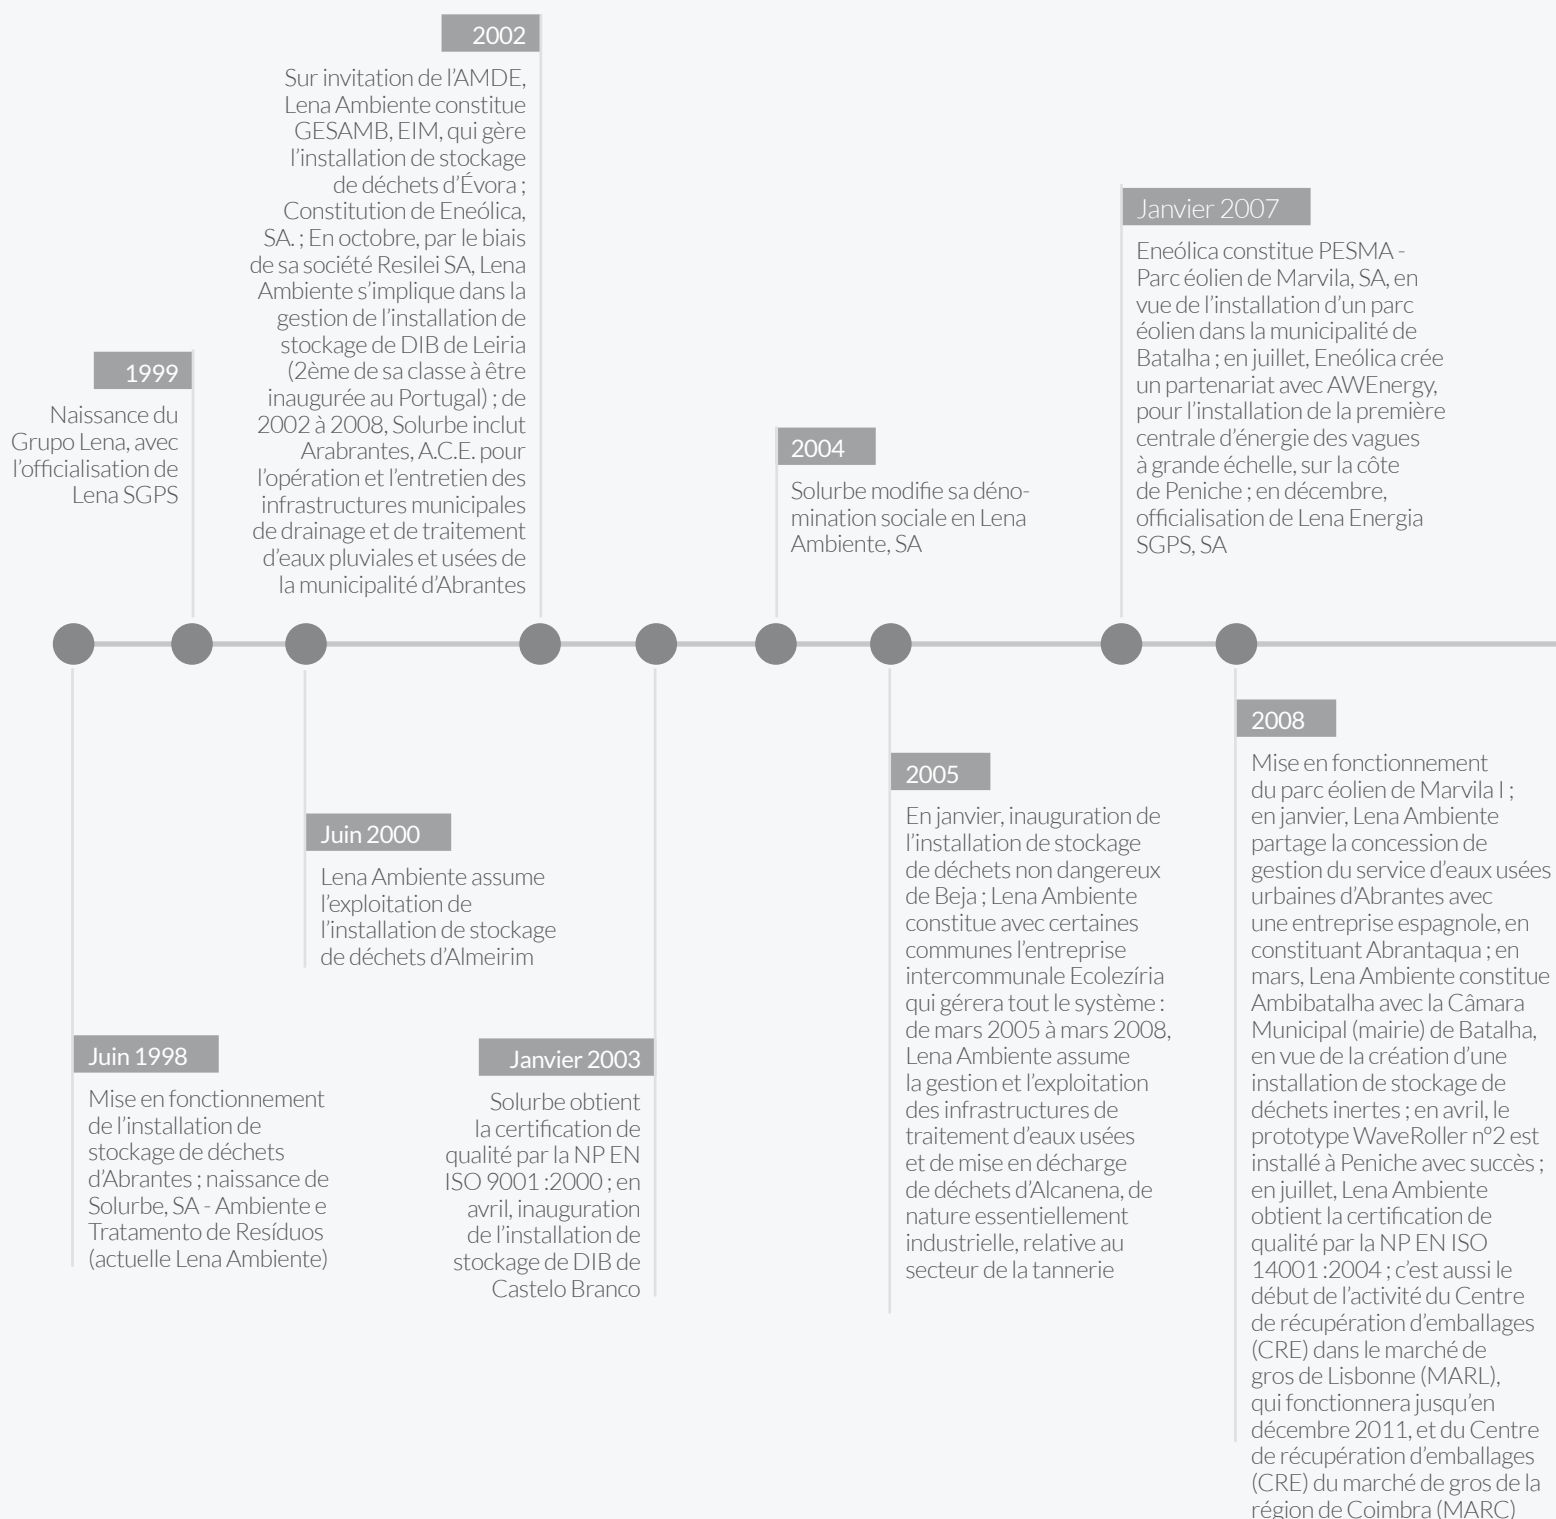 2002
Sur invitation de l’AMDE,
Lena Ambiente constitue
GESAMB, EIM, qui gère
l’installation de stockage
de déchets d’Évora ;
Constitution de Eneólica,
SA. ; En octobre, par le biais
de sa société Resilei SA, Lena
Ambiente s’implique dans la
gestion de l’installation de
stockage de DIB de Leiria
(2ème de sa classe à être
inaugurée au Portugal) ; de
2002 à 2008, Solurbe inclut
Arabrantes, A.C.E. pour
l’opération et l’entretien des
infrastructures municipales
de drainage et de traitement
d’eaux pluviales et usées de
la municipalité d’Abrantes
Janvier 2007
Eneólica constitue PESMA -
Parc éolien de Marvila, SA, en
vue de l’installation d’un parc
éolien dans la municipalité de
Batalha ; en juillet, Eneólica crée
un partenariat avec AWEnergy,
pour l’installation de la première
centrale d’énergie des vagues
à grande échelle, sur la côte
de Peniche ; en décembre,
officialisation de Lena Energia
SGPS, SA
1999
Naissance du
Grupo Lena, avec
l’officialisation de
Lena SGPS
2004
Solurbe modifie sa déno-
mination sociale en Lena
Ambiente, SA
2008
Mise en fonctionnement
du parc éolien de Marvila I ;
en janvier, Lena Ambiente
partage la concession de
gestion du service d’eaux usées
urbaines d’Abrantes avec
une entreprise espagnole, en
constituant Abrantaqua ; en
mars, Lena Ambiente constitue
Ambibatalha avec la Câmara
Municipal (mairie) de Batalha,
en vue de la création d’une
installation de stockage de
déchets inertes ; en avril, le
prototype WaveRoller nº2 est
installé à Peniche avec succès ;
en juillet, Lena Ambiente
obtient la certification de
qualité par la NP EN ISO
14001 :2004 ; c’est aussi le
début de l’activité du Centre
de récupération d’emballages
(CRE) dans le marché de
gros de Lisbonne (MARL),
qui fonctionnera jusqu’en
décembre 2011, et du Centre
de récupération d’emballages
(CRE) du marché de gros de la
région de Coimbra (MARC)
2005
En janvier, inauguration de
l’installation de stockage
de déchets non dangereux
de Beja ; Lena Ambiente
constitue avec certaines
communes l’entreprise
intercommunale Ecolezíria
qui gérera tout le système :
de mars 2005 à mars 2008,
Lena Ambiente assume
la gestion et l’exploitation
des infrastructures de
traitement d’eaux usées
et de mise en décharge
de déchets d’Alcanena, de
nature essentiellement
industrielle, relative au
secteur de la tannerie
Juin 2000
Lena Ambiente assume
l’exploitation de
l’installation de stockage
de déchets d’Almeirim
Juin 1998
Mise en fonctionnement
de l’installation de
stockage de déchets
d’Abrantes ; naissance de
Solurbe, SA - Ambiente e
Tratamento de Resíduos
(actuelle Lena Ambiente)
Janvier 2003
Solurbe obtient
la certification de
qualité par la NP EN
ISO 9001 :2000 ; en
avril, inauguration
de l’installation de
stockage de DIB de
Castelo Branco